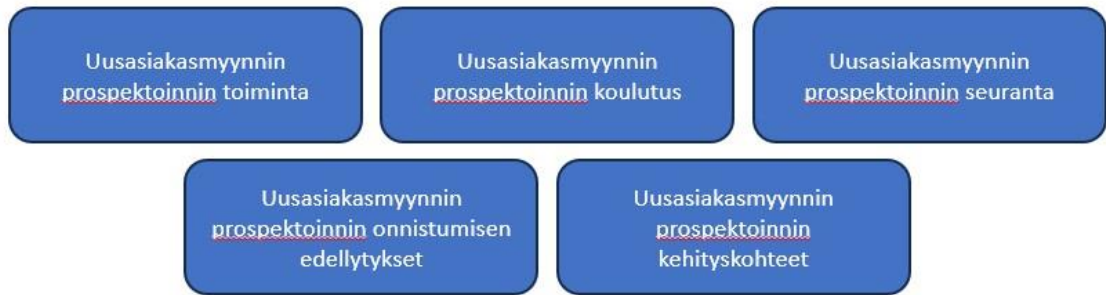 Uusasiakasmyynnin
prospektoinnin toiminta
Uusasiakasmyynnin
prospektoinnin koulutus
Uusasiakasmyynnin
prospektoinnin seuranta
Uusasiakasmyynnin
prospektoinnin onnistumisen
edellytykset
Uusasiakasmyynnin
prospektoinnin
kehityskohteet